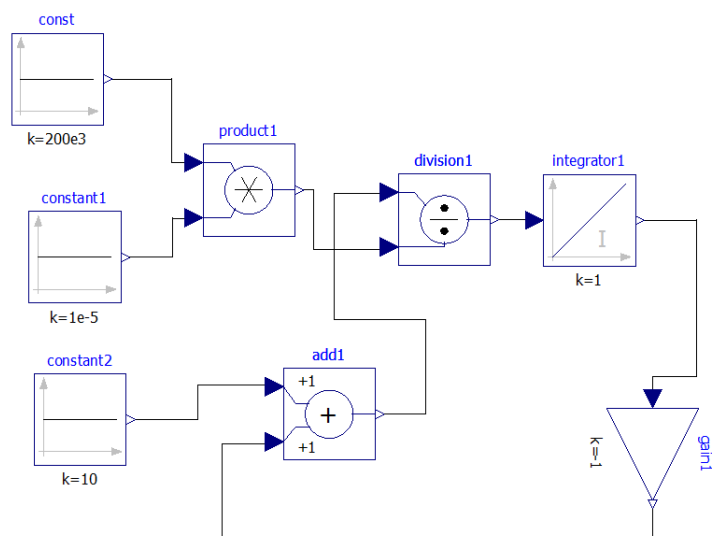 const
k=200e3
product1
constant1
k=1e-5
division1
integrator1
I
k=1
constant2
k=10
add1
+1
+
+1
k=-1
gain1